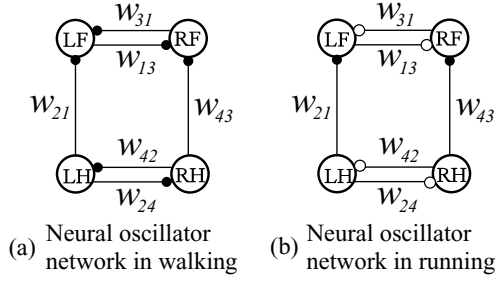 LF w31 RF LF w31 RF
w13 w13
w21 w43 w21 w43
w42 w42
LH w24 RH LH w24 RH
(a) Neural oscillator network in walking
(b) Neural oscillator network in running